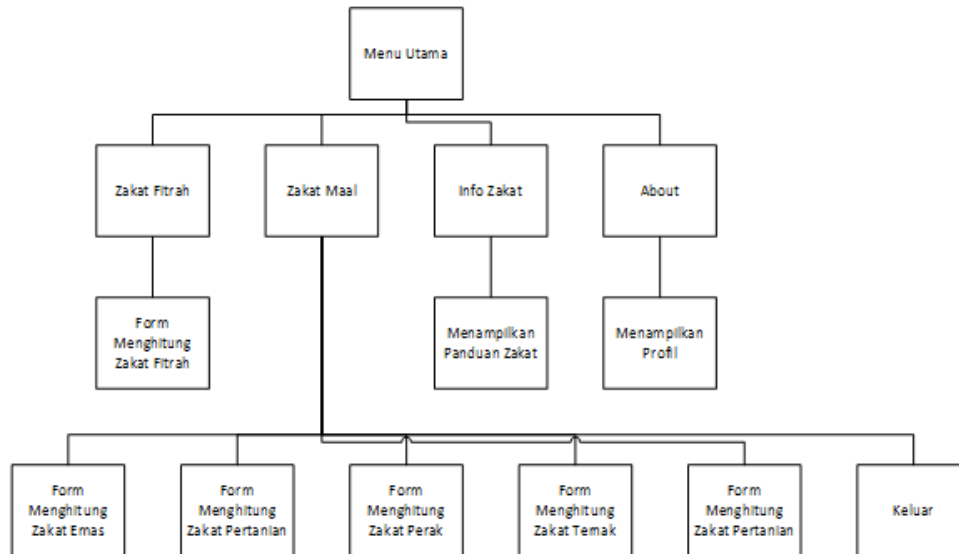 Menu Utama
Zakat Fitrah
Zakat Maal
Info Zakat
About
Form
Menghitung
Zakat Fitrah
Menampilkan
Panduan Zakat
Menampilkan
Profil
Form
Menghitung
Zakat Emas
Form
Menghitung
Zakat Pertanian
Form
Menghitung
Zakat Perak
Form
Menghitung
Zakat Ternak
Form
Menghitung
Zakat Pertanian
Keluar